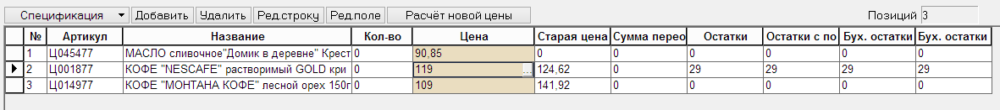 Спецификация Добавить Удалить Ред.строку Ред.поле Расчёт новой цены Позиций 3
№ Артикул Название Кол-во Цена Старая цена Сумма перео Остатки Остатки с по Бух. остатки Бух. остатки
1 Ц045477 МАСЛО сливочное"Домик в деревне" Крест 0 90,85 0 0 0 0 0 0
2 Ц001877 КОФЕ "NESCAFE" растворимый GOLD кри 0 119 ... 124,62 0 29 29 29 29
3 Ц014977 КОФЕ "МОНТАНА КОФЕ" лесной орех 150г 0 109 141,92 0 0 0 0 0